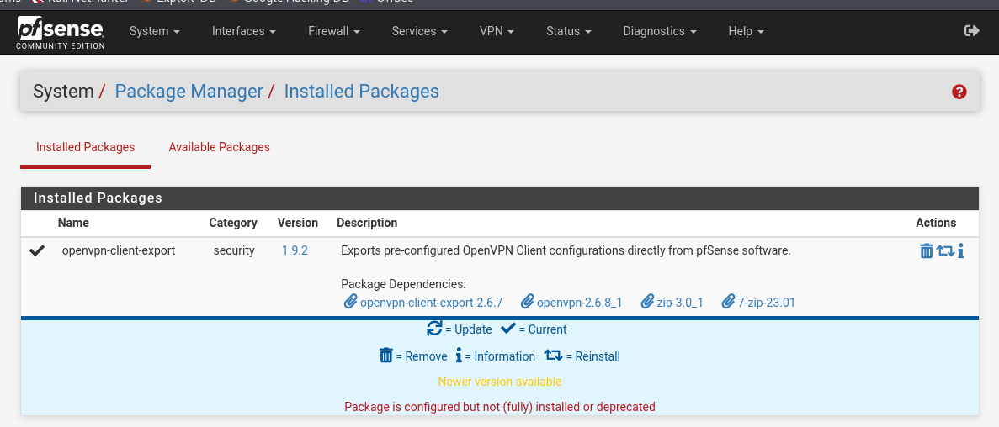 Kali NetHunter Exploit-DB Google Hacking DB OffSec
pfsense
COMMUNITY EDITION
System Interfaces Firewall Services VPN Status Diagnostics Help
System / Package Manager / Installed Packages
Installed Packages Available Packages
Installed Packages
Name Category Version Description Actions
openvpn-client-export security 1.9.2 Exports pre-configured OpenVPN Client configurations directly from pfSense software.
Package Dependencies:
openvpn-client-export-2.6.7 openvpn-2.6.8_1 zip-3.0_1 7-zip-23.01
= Update = Current
= Remove = Information = Reinstall
Newer version available
Package is configured but not (fully) installed or deprecated